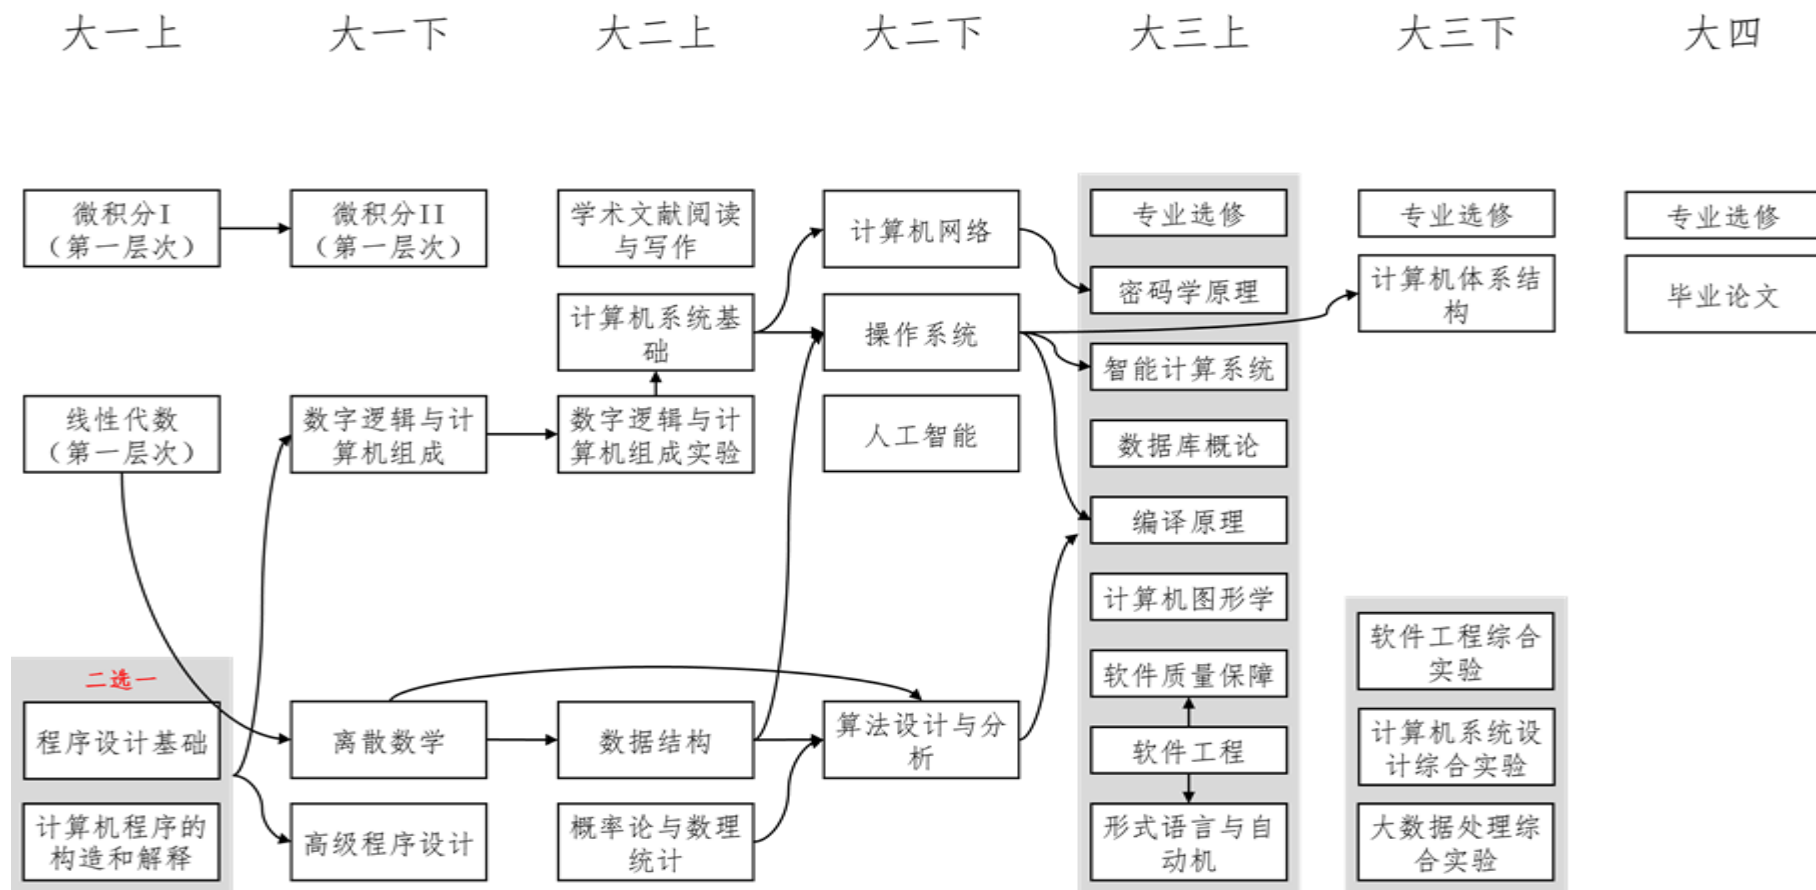 大一上
大一下
大二上
大二下
大三上
大三下
大四
微积分I
（第一层次）
线性代数
（第一层次）
二选一
程序设计基础
计算机程序的
构造和解释
微积分II
（第一层次）
数字逻辑与计
算机组成
离散数学
高级程序设计
学术文献阅读
与写作
计算机系统基
础
数字逻辑与计
算机组成实验
数据结构
概率论与数理
统计
计算机网络
操作系统
人工智能
算法设计与分
析
专业选修
密码学原理
智能计算系统
数据库概论
编译原理
计算机图形学
软件质量保障
软件工程
形式语言与自
动机
专业选修
计算机体系结
构
软件工程综合
实验
计算机系统设
计综合实验
大数据处理综
合实验
专业选修
毕业论文